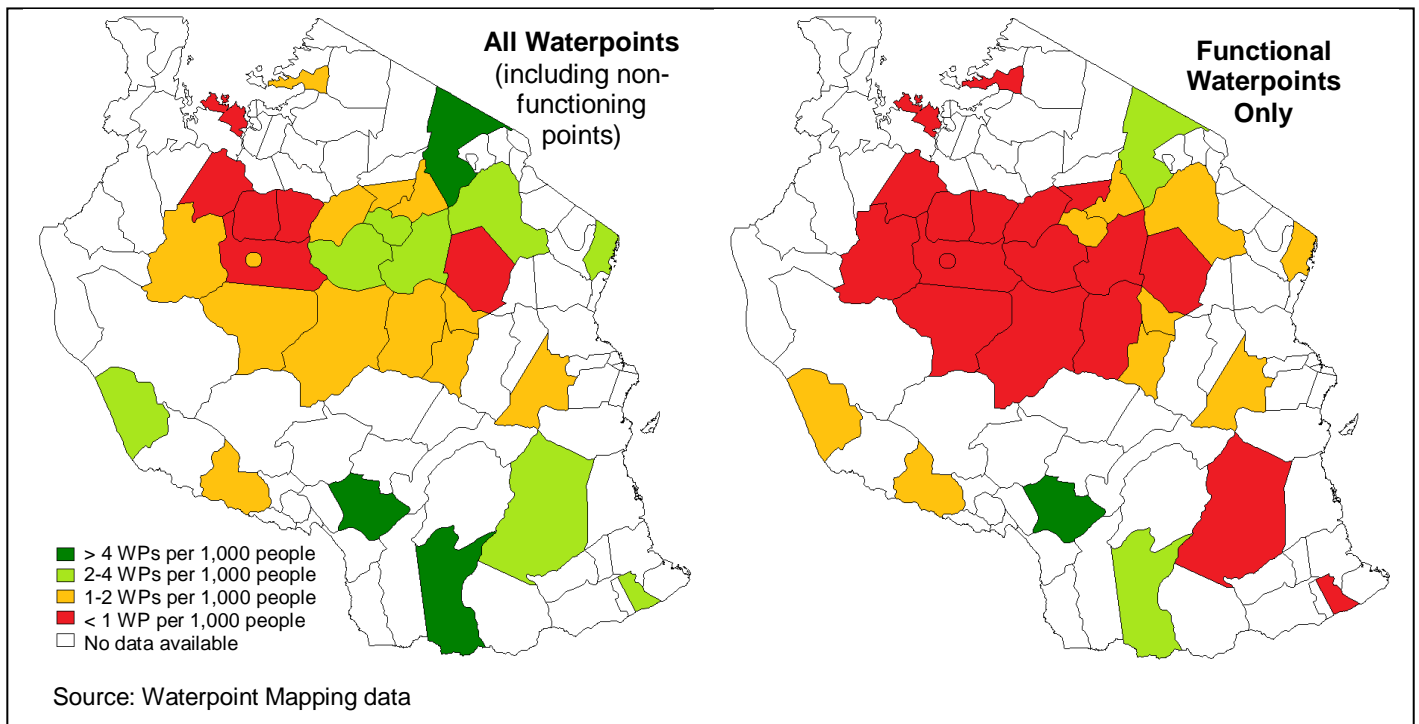 All Waterpoints
(including non-
functioning
points)
Functional
Waterpoints
Only
> 4 WPs per 1,000 people
2-4 WPs per 1,000 people
1-2 WPs per 1,000 people
< 1 WP per 1,000 people
No data available
Source: Waterpoint Mapping data